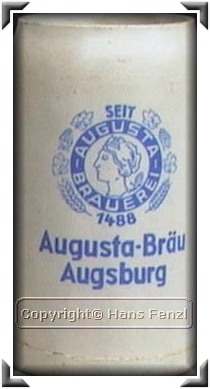 SEIT
AUGUSTA-
BRAUEREI
1488
Augusta-Bräu
Augsburg
Copyright© Hans Fenzl